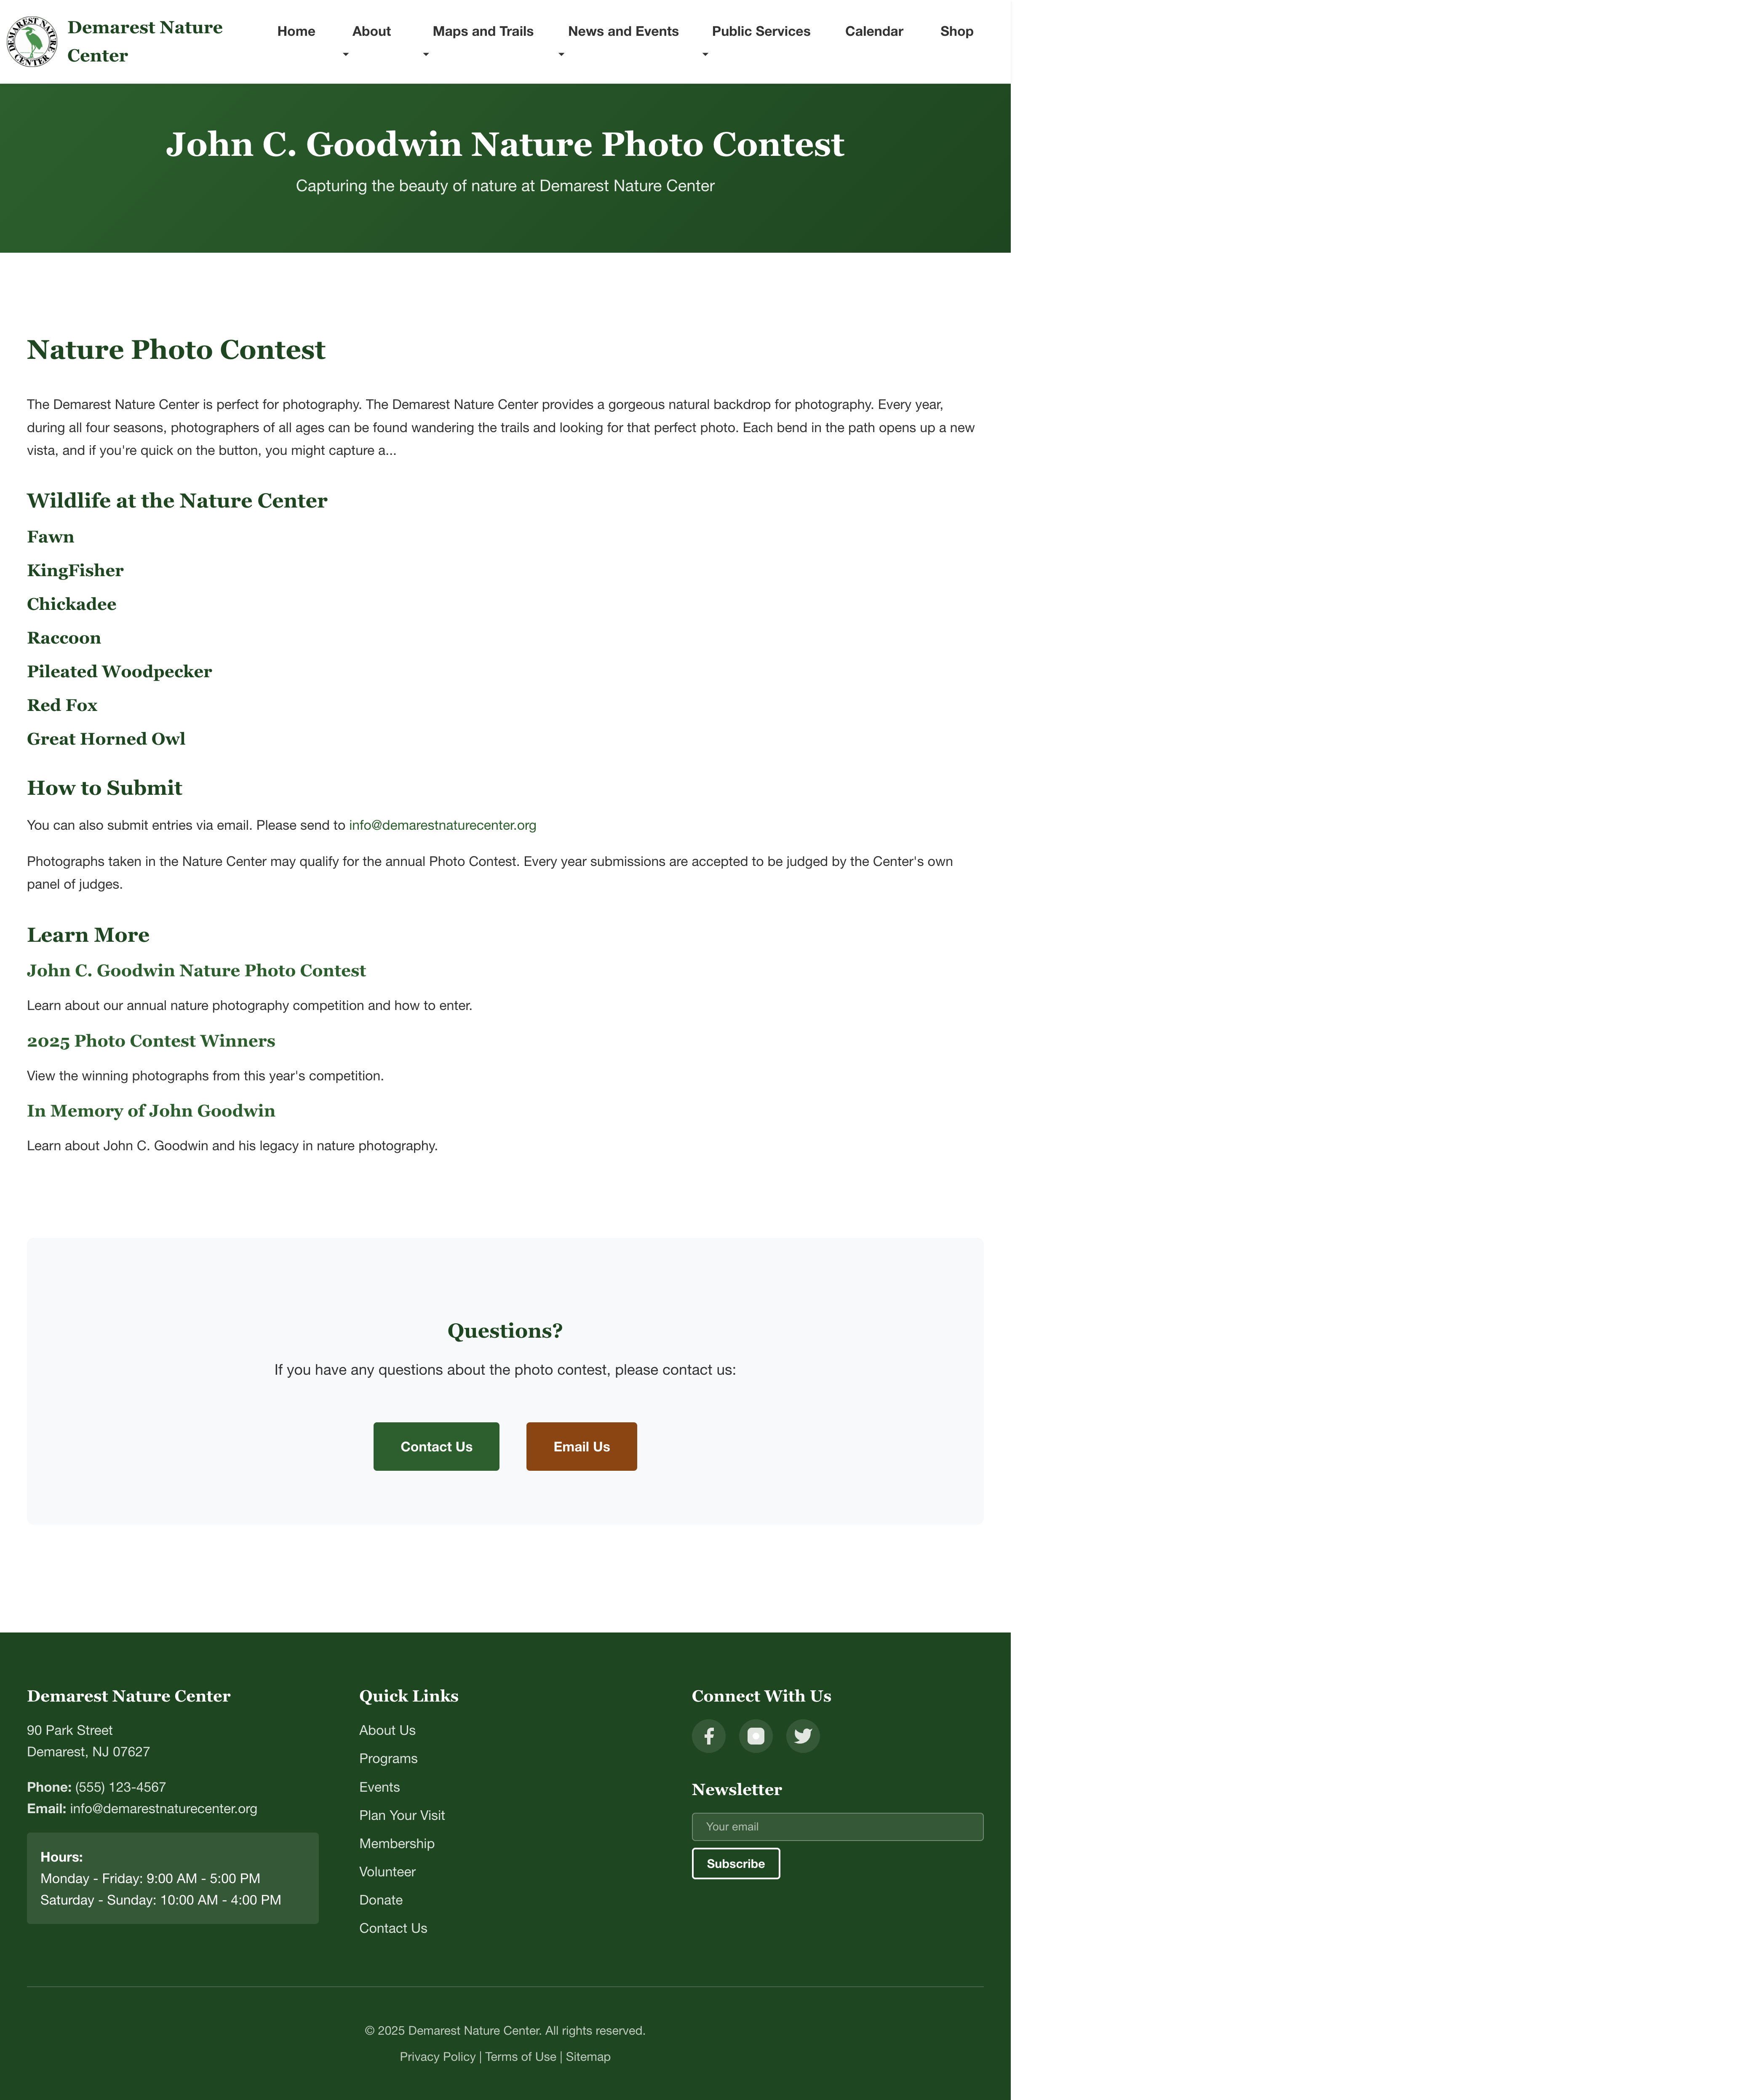 DEMAREST NATURE CENTER
Demarest Nature
Center
Home
About
Maps and Trails
News and Events
Public Services
Calendar
Shop
John C. Goodwin Nature Photo Contest
Capturing the beauty of nature at Demarest Nature Center
Nature Photo Contest
The Demarest Nature Center is perfect for photography. The Demarest Nature Center provides a gorgeous natural backdrop for photography. Every year,
during all four seasons, photographers of all ages can be found wandering the trails and looking for that perfect photo. Each bend in the path opens up a new
vista, and if you're quick on the button, you might capture a...
Wildlife at the Nature Center
Fawn
KingFisher
Chickadee
Raccoon
Pileated Woodpecker
Red Fox
Great Horned Owl
How to Submit
You can also submit entries via email. Please send to info@demarestnaturecenter.org
Photographs taken in the Nature Center may qualify for the annual Photo Contest. Every year submissions are accepted to be judged by the Center's own
panel of judges.
Learn More
John C. Goodwin Nature Photo Contest
Learn about our annual nature photography competition and how to enter.
2025 Photo Contest Winners
View the winning photographs from this year's competition.
In Memory of John Goodwin
Learn about John C. Goodwin and his legacy in nature photography.
Questions?
If you have any questions about the photo contest, please contact us:
Contact Us
Email Us
Demarest Nature Center
90 Park Street
Demarest, NJ 07627
Phone: (555) 123-4567
Email: info@demarestnaturecenter.org
Hours:
Monday - Friday: 9:00 AM - 5:00 PM
Saturday - Sunday: 10:00 AM - 4:00 PM
Quick Links
About Us
Programs
Events
Plan Your Visit
Membership
Volunteer
Donate
Contact Us
Connect With Us
Newsletter
Your email
Subscribe
© 2025 Demarest Nature Center. All rights reserved.
Privacy Policy | Terms of Use | Sitemap